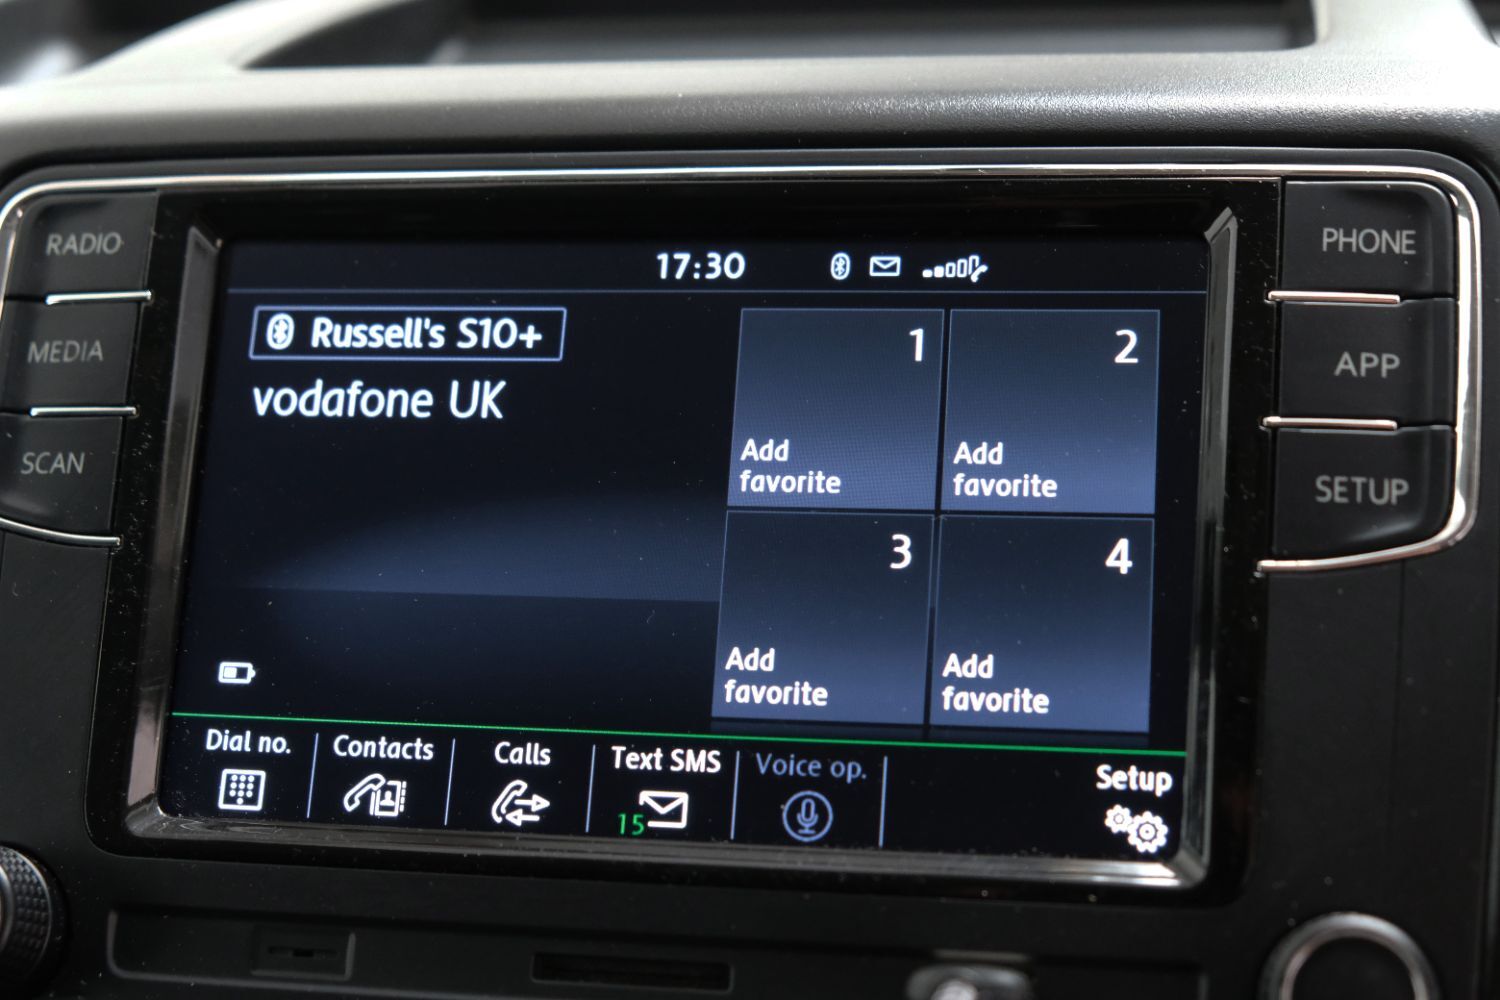 RADIO
MEDIA
SCAN
17:30
Russell's S10+
vodafone UK
1
Add
favorite
2
Add
favorite
3
Add
favorite
4
Add
favorite
Dial no.
Contacts
Calls
Text SMS
15
Voice op.
Setup
PHONE
APP
SETUP